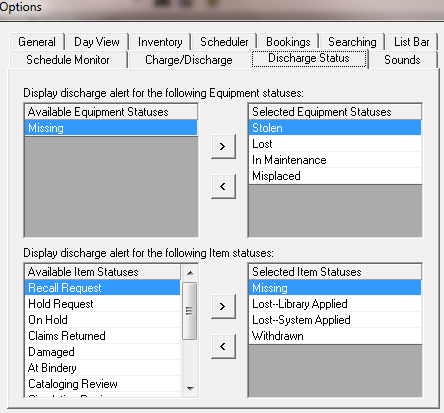 Options
General Day View Inventory Scheduler Bookings Searching List Bar
Schedule Monitor Charge/Discharge Discharge Status Sounds
Display discharge alert for the following Equipment statuses:
Available Equipment Statuses
Missing
>
<
Selected Equipment Statuses
Stolen
Lost
In Maintenance
Misplaced
Display discharge alert for the following Item statuses:
Available Item Statuses
Recall Request
Hold Request
On Hold
Claims Returned
Damaged
At Bindery
Cataloging Review
>
<
Selected Item Statuses
Missing
Lost--Library Applied
Lost--System Applied
Withdrawn